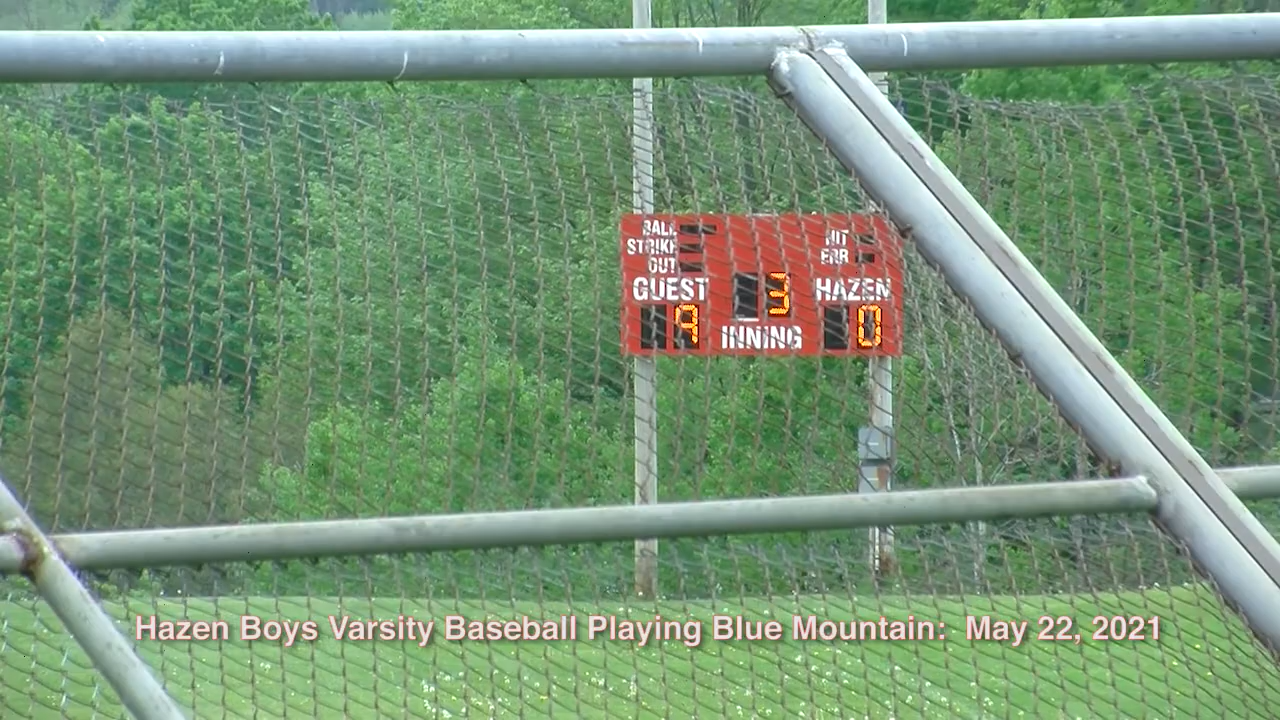 BALL
STRIKE
OUT
HIT
ERR
GUEST 3 HAZEN
9 INNING 0
Hazen Boys Varsity Baseball Playing Blue Mountain: May 22, 2021